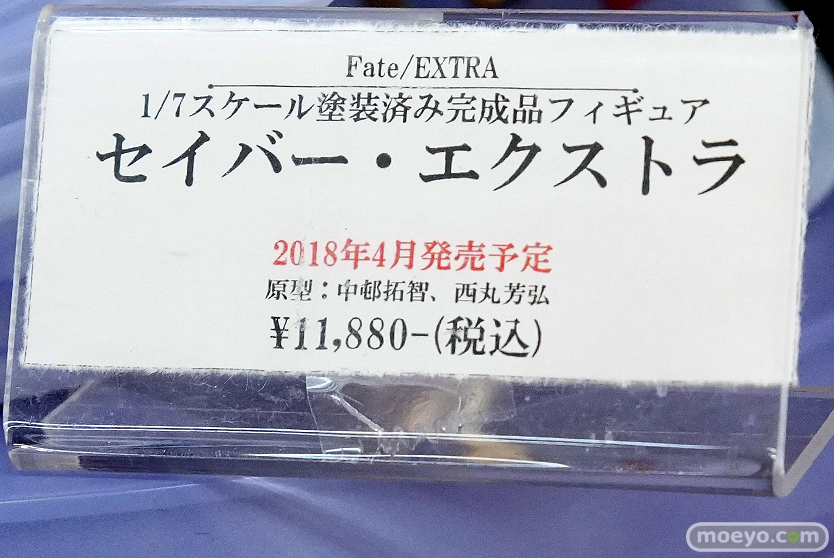 Fate/EXTRA
1/7スケール塗装済み完成品フィギュア
セイバー・エクストラ
2018年4月発売予定
原型：中邨拓智、西丸芳弘
¥11,880-(税込)
moeyo.com